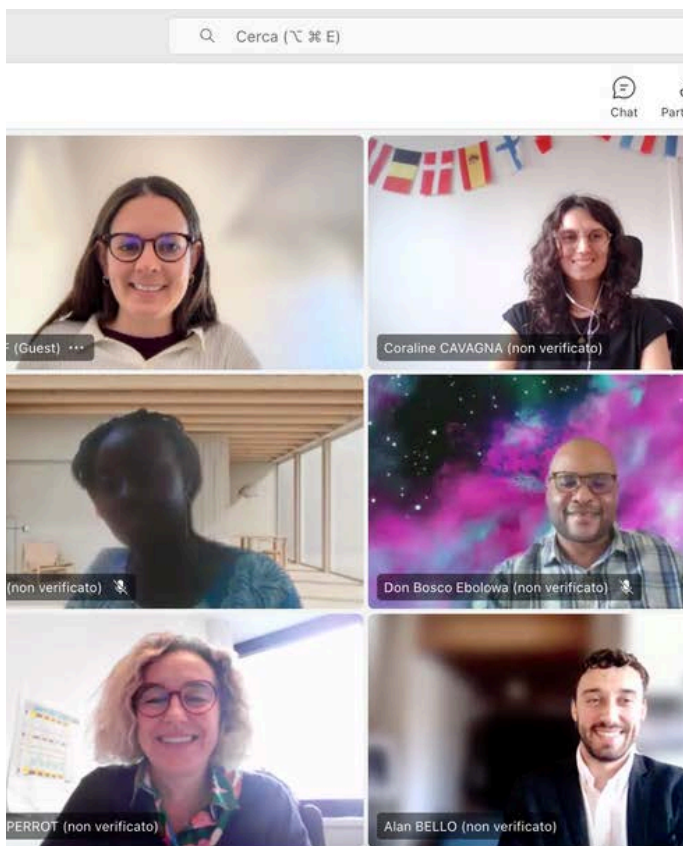 Cerca (⌥ ⌘ E)
Chat
Part
F (Guest) ···
Coraline CAVAGNA (non verificato)
(non verificato)
Don Bosco Ebolowa (non verificato)
PERROT (non verificato)
Alan BELLO (non verificato)